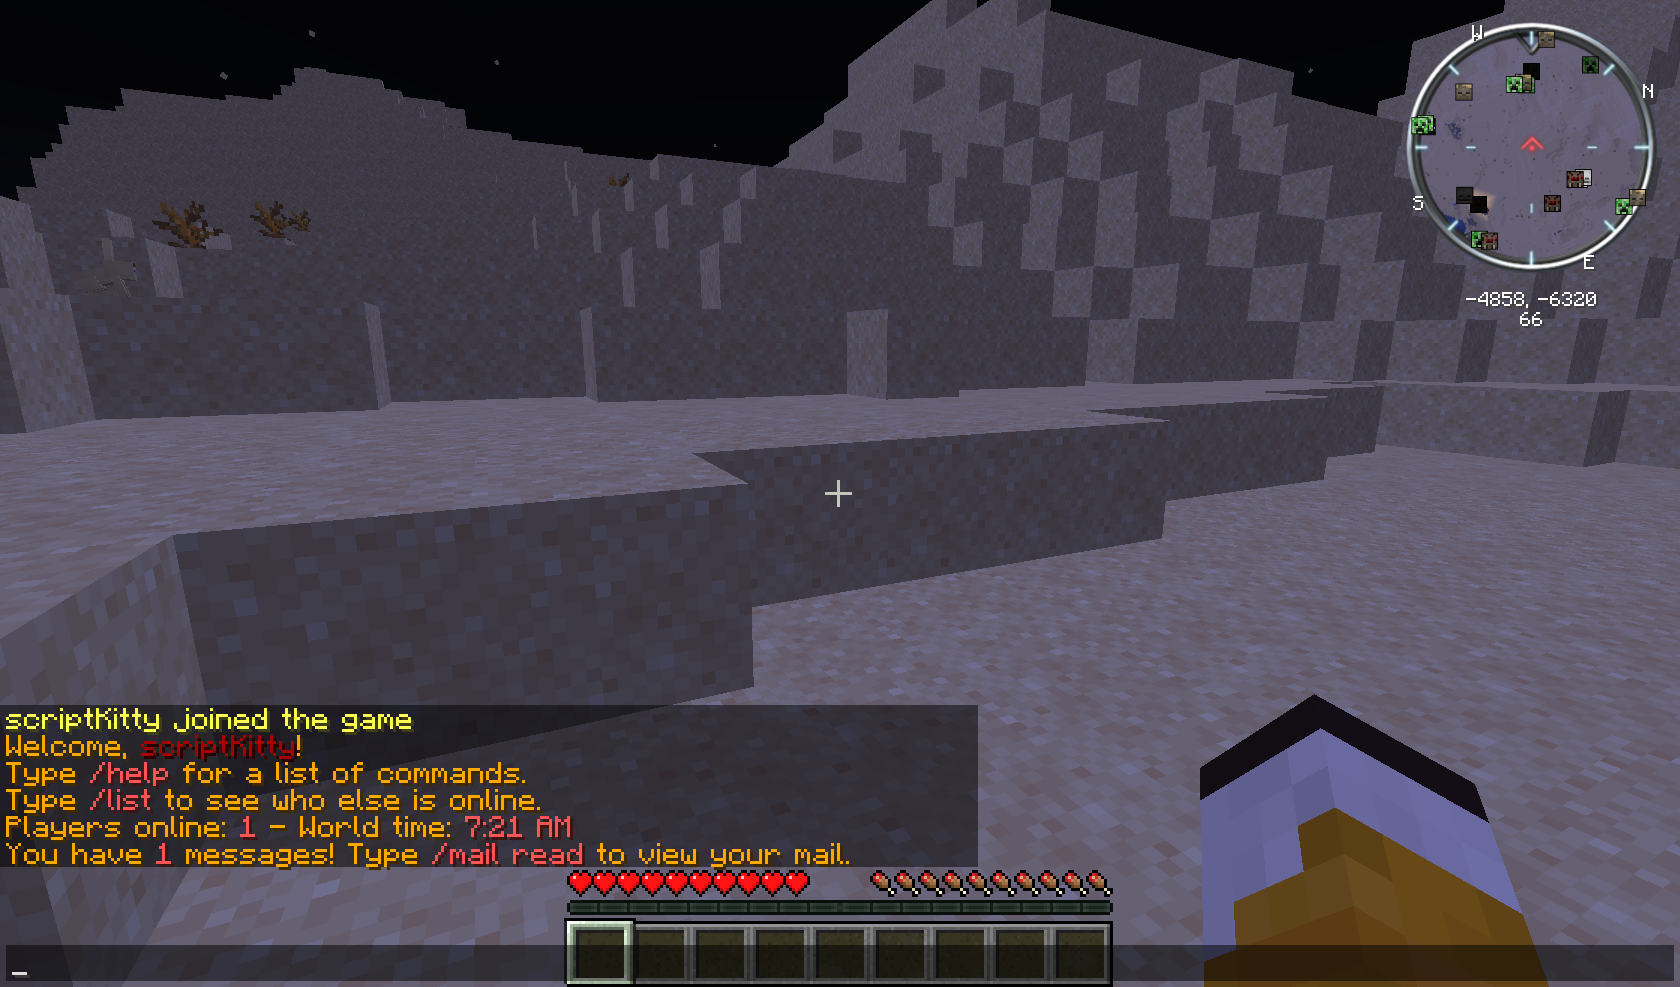 W
N
S
E
-4858, -6320
66
scriptKitty joined the game
Welcome, scriptKitty!
Type /help for a list of commands.
Type /list to see who else is online.
Players online: 1 - World time: 7:21 AM
You have 1 messages! Type /mail read to view your mail.
_